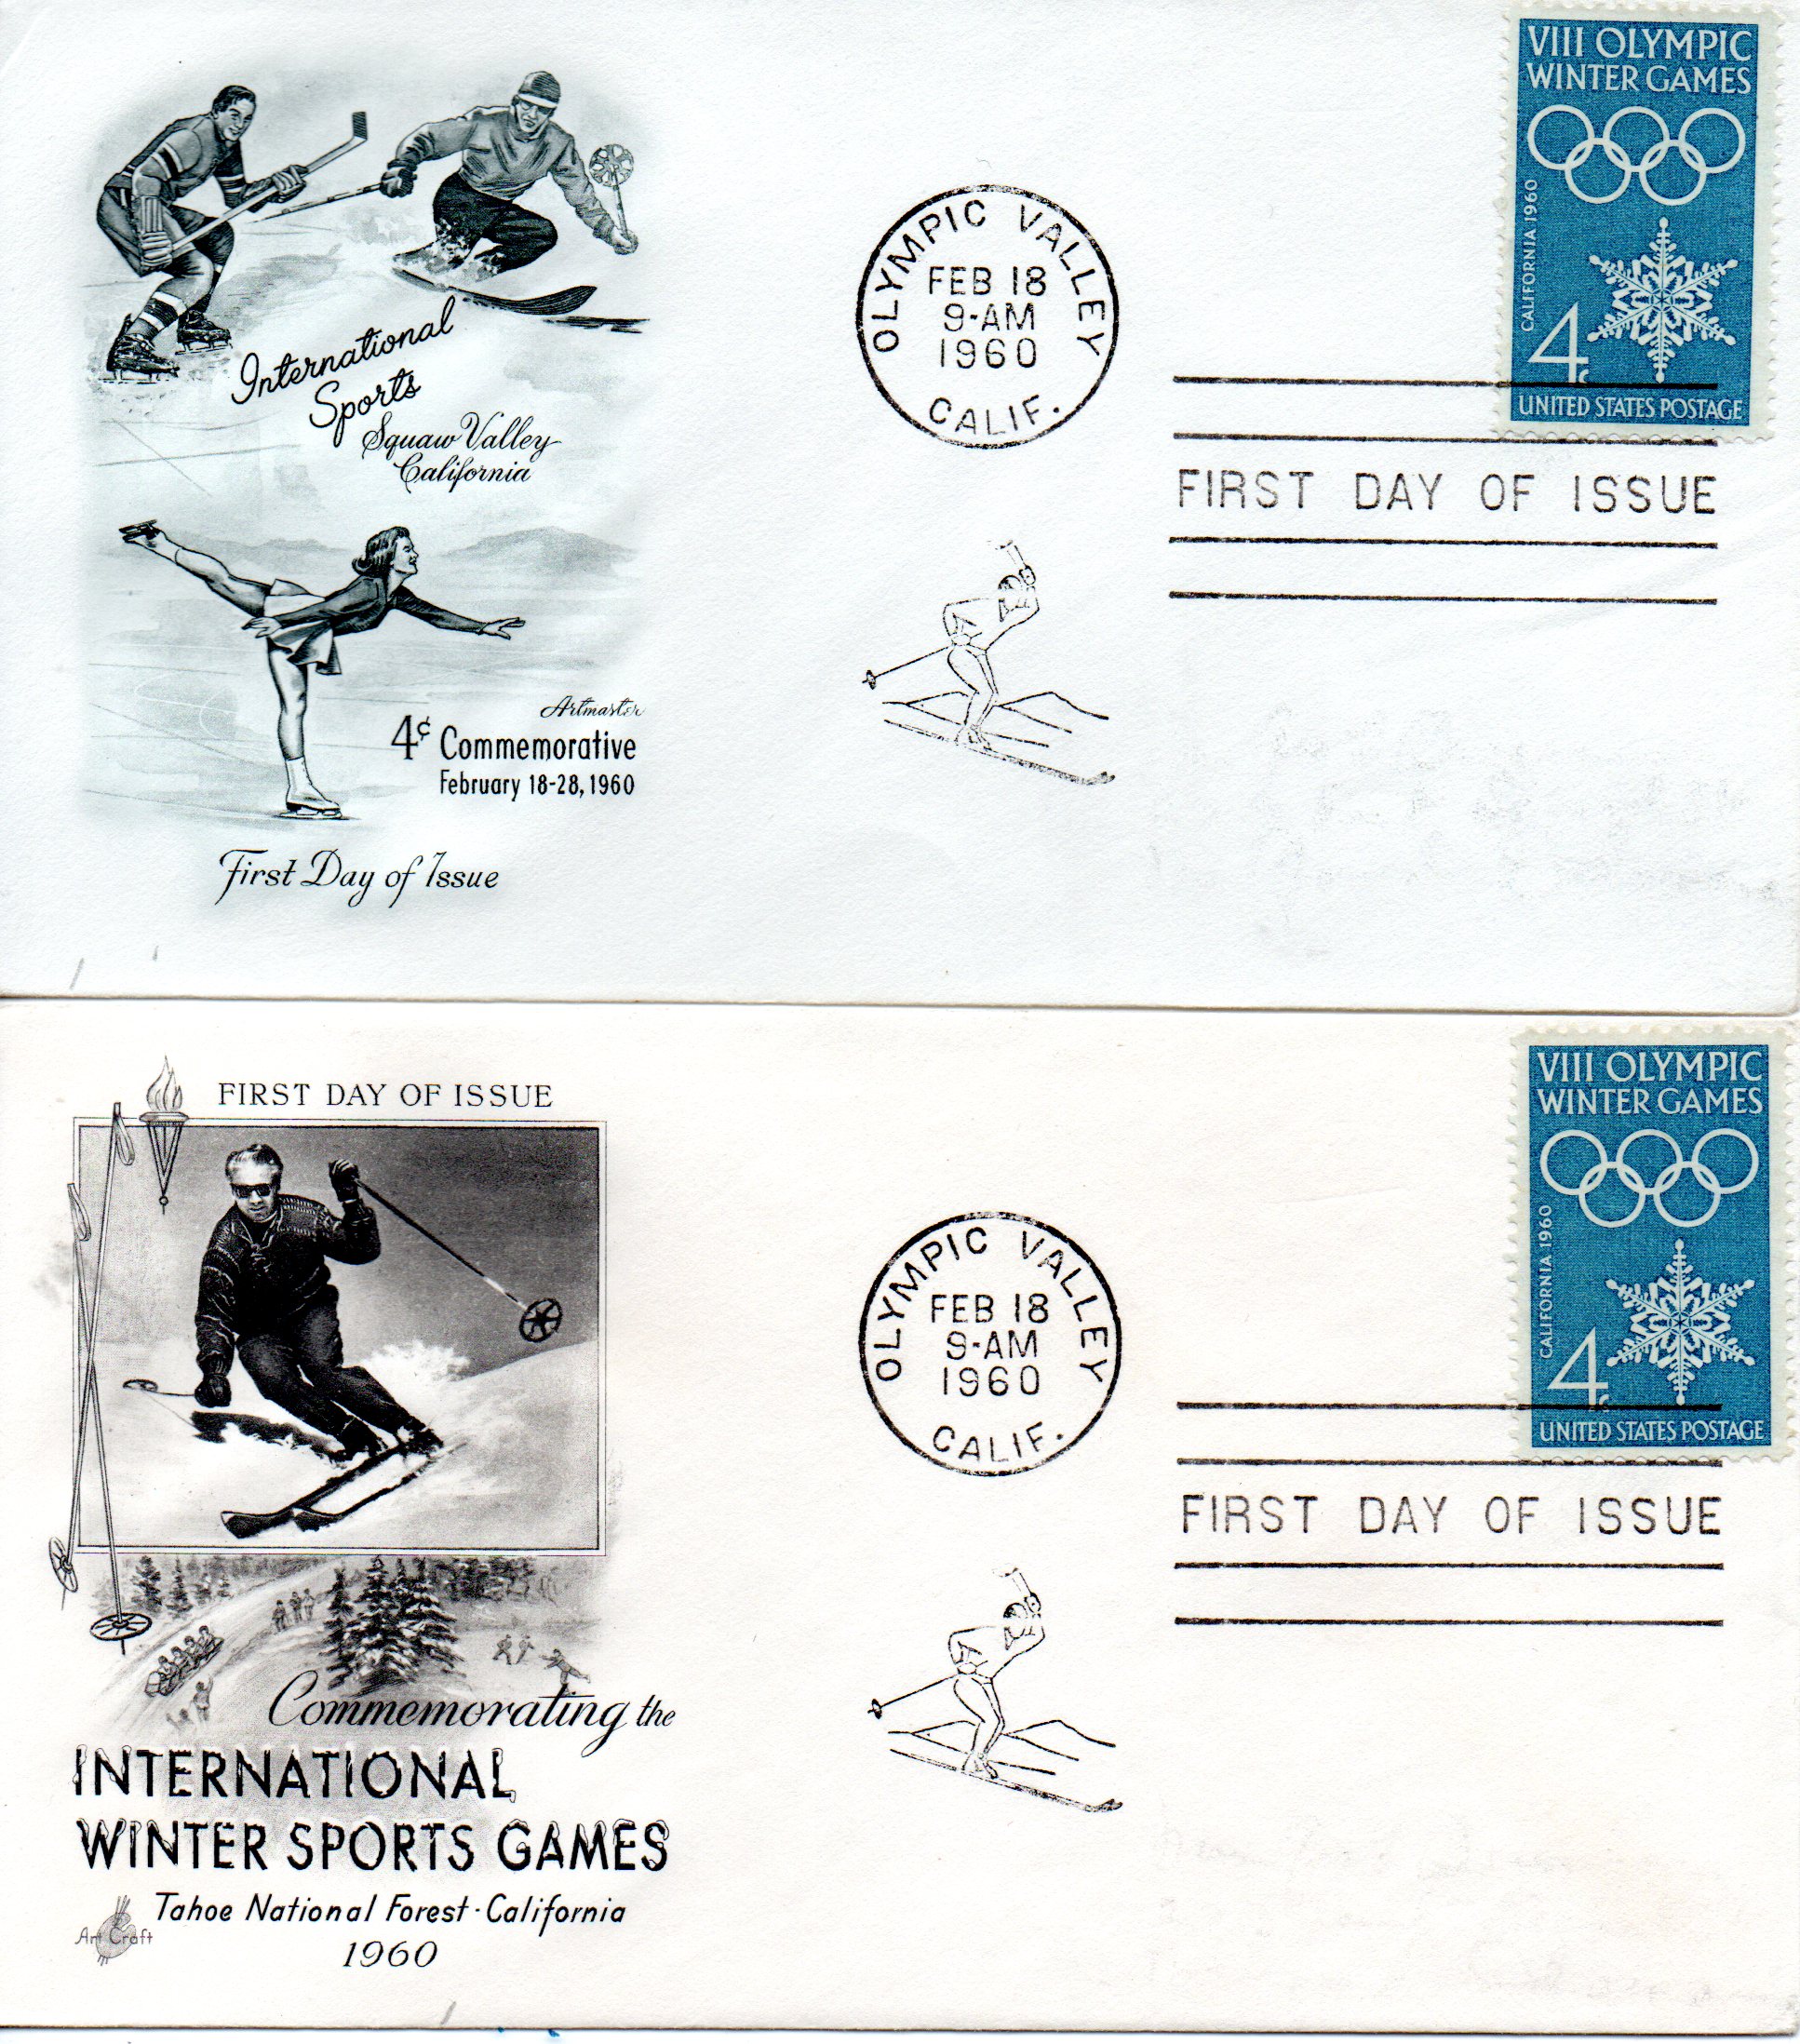 International
Sports
Squaw Valley
California
Artmaster
4¢ Commemorative
February 18-28, 1960
First Day of Issue
OLYMPIC VALLEY
FEB 18
9-AM
1960
CALIF.
VIII OLYMPIC
WINTER GAMES
CALIFORNIA 1960
4c
UNITED STATES POSTAGE
FIRST DAY OF ISSUE
FIRST DAY OF ISSUE
Commemorating the
INTERNATIONAL
WINTER SPORTS GAMES
Tahoe National Forest-California
Art Craft
1960
OLYMPIC VALLEY
FEB 18
9-AM
1960
CALIF.
VIII OLYMPIC
WINTER GAMES
CALIFORNIA 1960
4c
UNITED STATES POSTAGE
FIRST DAY OF ISSUE